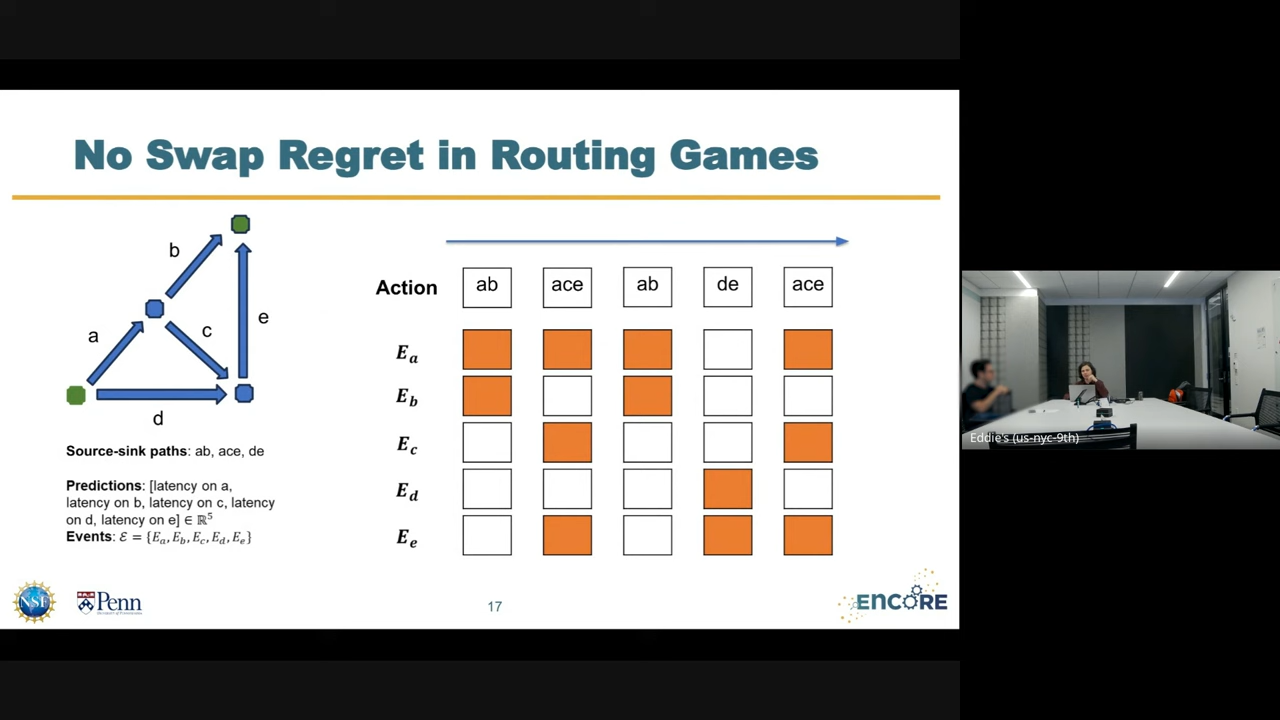 No Swap Regret in Routing Games
b
a
c
e
d
Source-sink paths: ab, ace, de
Predictions: [latency on a,
latency on b, latency on c, latency
on d, latency on e] ∈ ℝ⁵
Events: ℰ = {E_a, E_b, E_c, E_d, E_e}
Action ab ace ab de ace
E_a
E_b
E_c
E_d
E_e
NSF
Penn
17
ENCORE
Eddie's (us-nyc-9th)